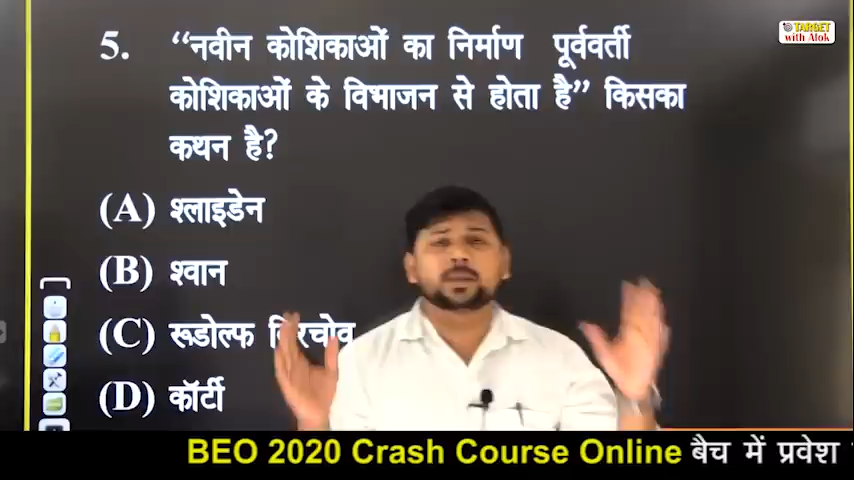 TARGET
with Alok
5. “नवीन कोशिकाओं का निर्माण पूर्ववर्ती
कोशिकाओं के विभाजन से होता है” किसका
कथन है?
(A) श्लाइडेन
(B) श्वान
(C) रूडोल्फ
(D) कॉर्टी
BEO 2020 Crash Course Online बैच में प्रवेश